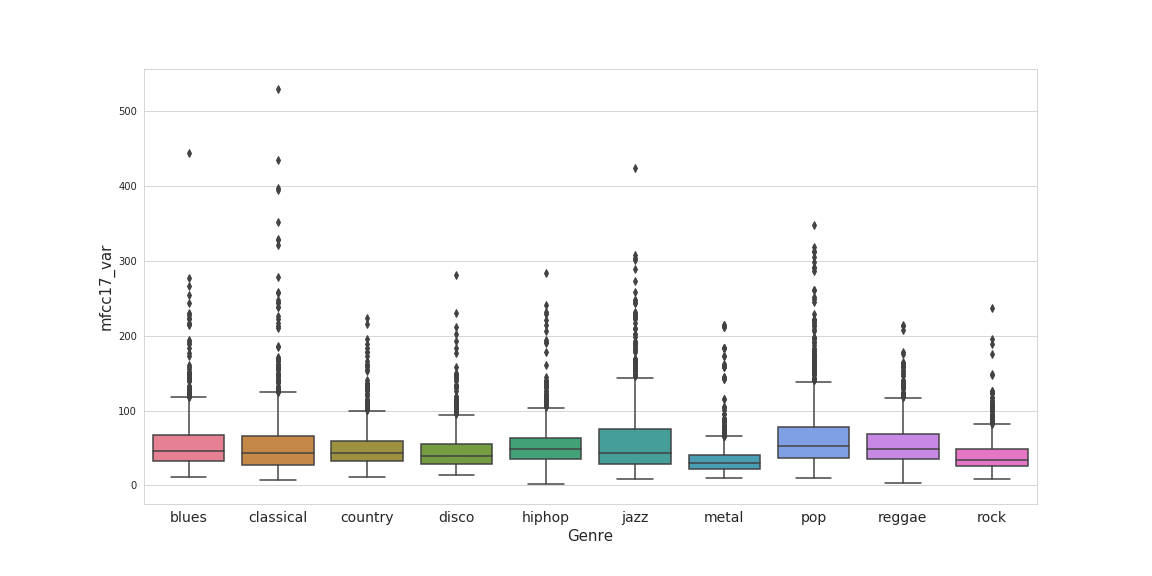 500
400
300
200
100
0
mfcc17_var
blues classical country disco hiphop jazz metal pop reggae rock
Genre